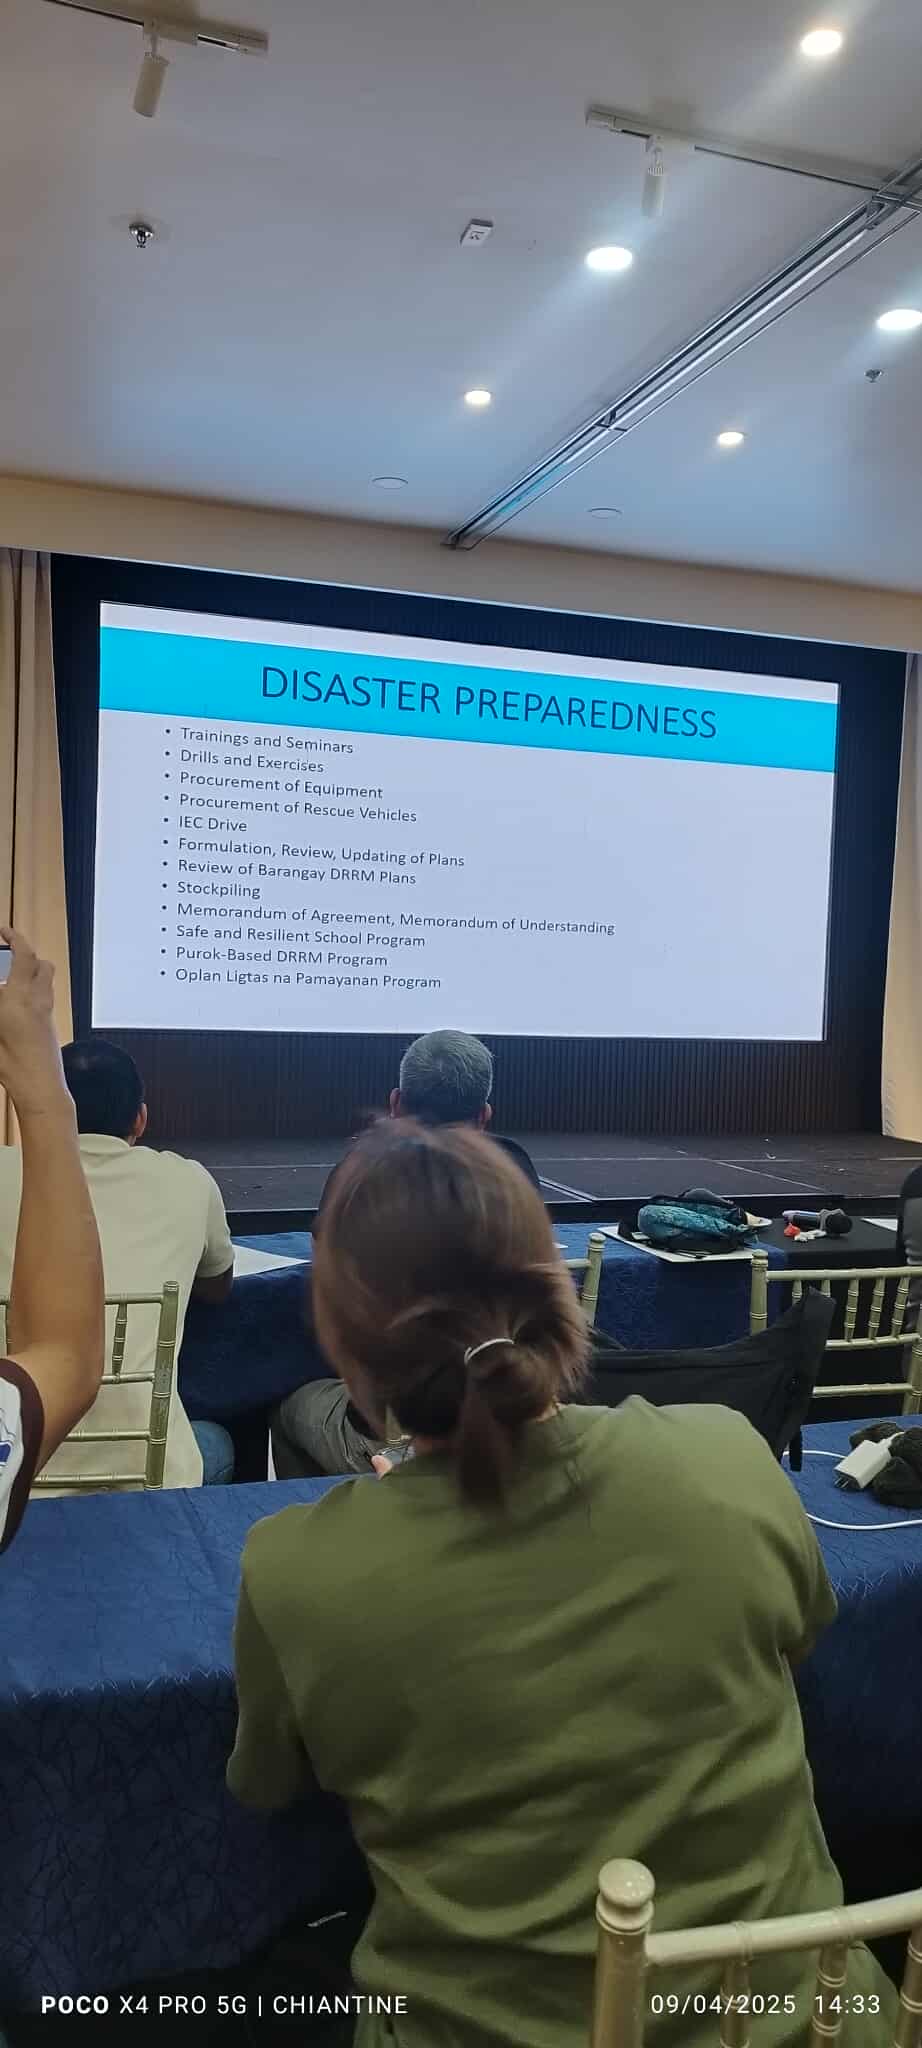 DISASTER PREPAREDNESS
• Trainings and Seminars
• Drills and Exercises
• Procurement of Equipment
• Procurement of Rescue Vehicles
• IEC Drive
• Formulation, Review, Updating of Plans
• Review of Barangay DRRM Plans
• Stockpiling
• Memorandum of Agreement, Memorandum of Understanding
• Safe and Resilient School Program
• Purok-Based DRRM Program
• Oplan Ligtas na Pamayanan Program
POCO X4 PRO 5G | CHIANTINE
09/04/2025 14:33